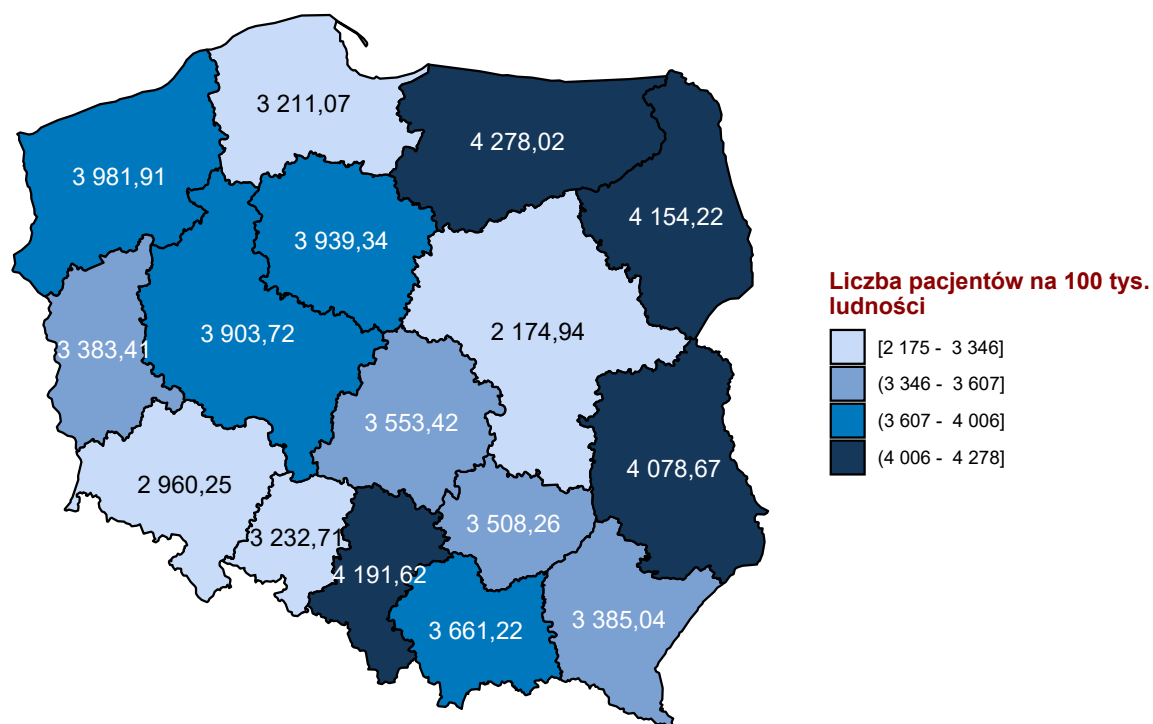 3 211,07
4 278,02
3 981,91
4 154,22
3 939,34
3 903,72
2 174,94
3 383,41
3 553,42
4 078,67
2 960,25
3 508,26
3 232,71
4 191,62
3 385,04
3 661,22
Liczba pacjentów na 100 tys.
ludności
[2 175 - 3 346]
(3 346 - 3 607]
(3 607 - 4 006]
(4 006 - 4 278]